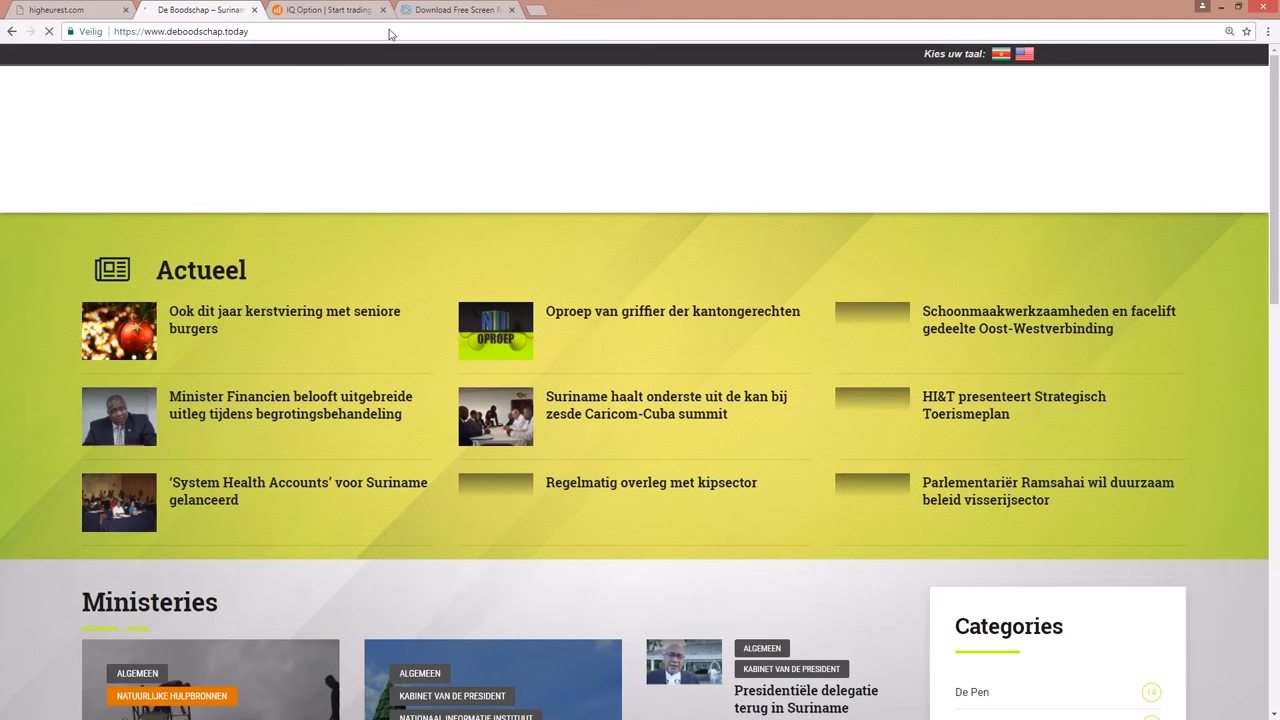 higheurest.com
De Boodschap – Surinam
IQ Option | Start trading
Download Free Screen R
Veilig
https://www.deboodschap.today
Kies uw taal:
Actueel
Ook dit jaar kerstviering met seniore
burgers
Oproep van griffier der kantongerechten
OPROEP
Schoonmaakwerkzaamheden en facelift
gedeelte Oost-Westverbinding
Minister Financien belooft uitgebreide
uitleg tijdens begrotingsbehandeling
Suriname haalt onderste uit de kan bij
zesde Caricom-Cuba summit
HI&T presenteert Strategisch
Toerismeplan
‘System Health Accounts’ voor Suriname
gelanceerd
Regelmatig overleg met kipsector
Parlementariër Ramsahai wil duurzaam
beleid visserijsector
Ministeries
ALGEMEEN
NATUURLIJKE HULPBRONNEN
ALGEMEEN
KABINET VAN DE PRESIDENT
NATIONAAL INFORMATIE INSTITUUT
ALGEMEEN
KABINET VAN DE PRESIDENT
Presidentiële delegatie
terug in Suriname
Categories
De Pen
14